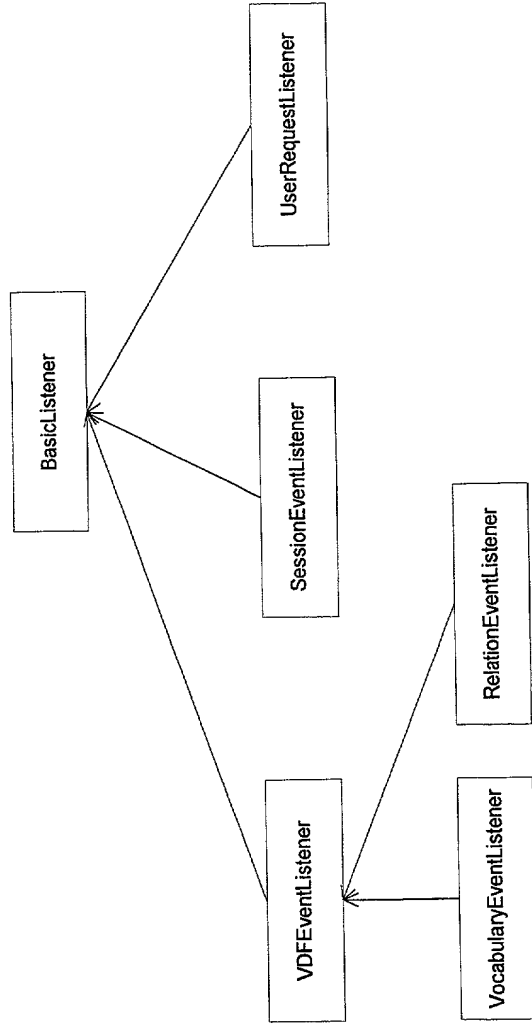 BasicListener
VDFEventListener
SessionEventListener
UserRequestListener
VocabularyEventListener
RelationEventListener